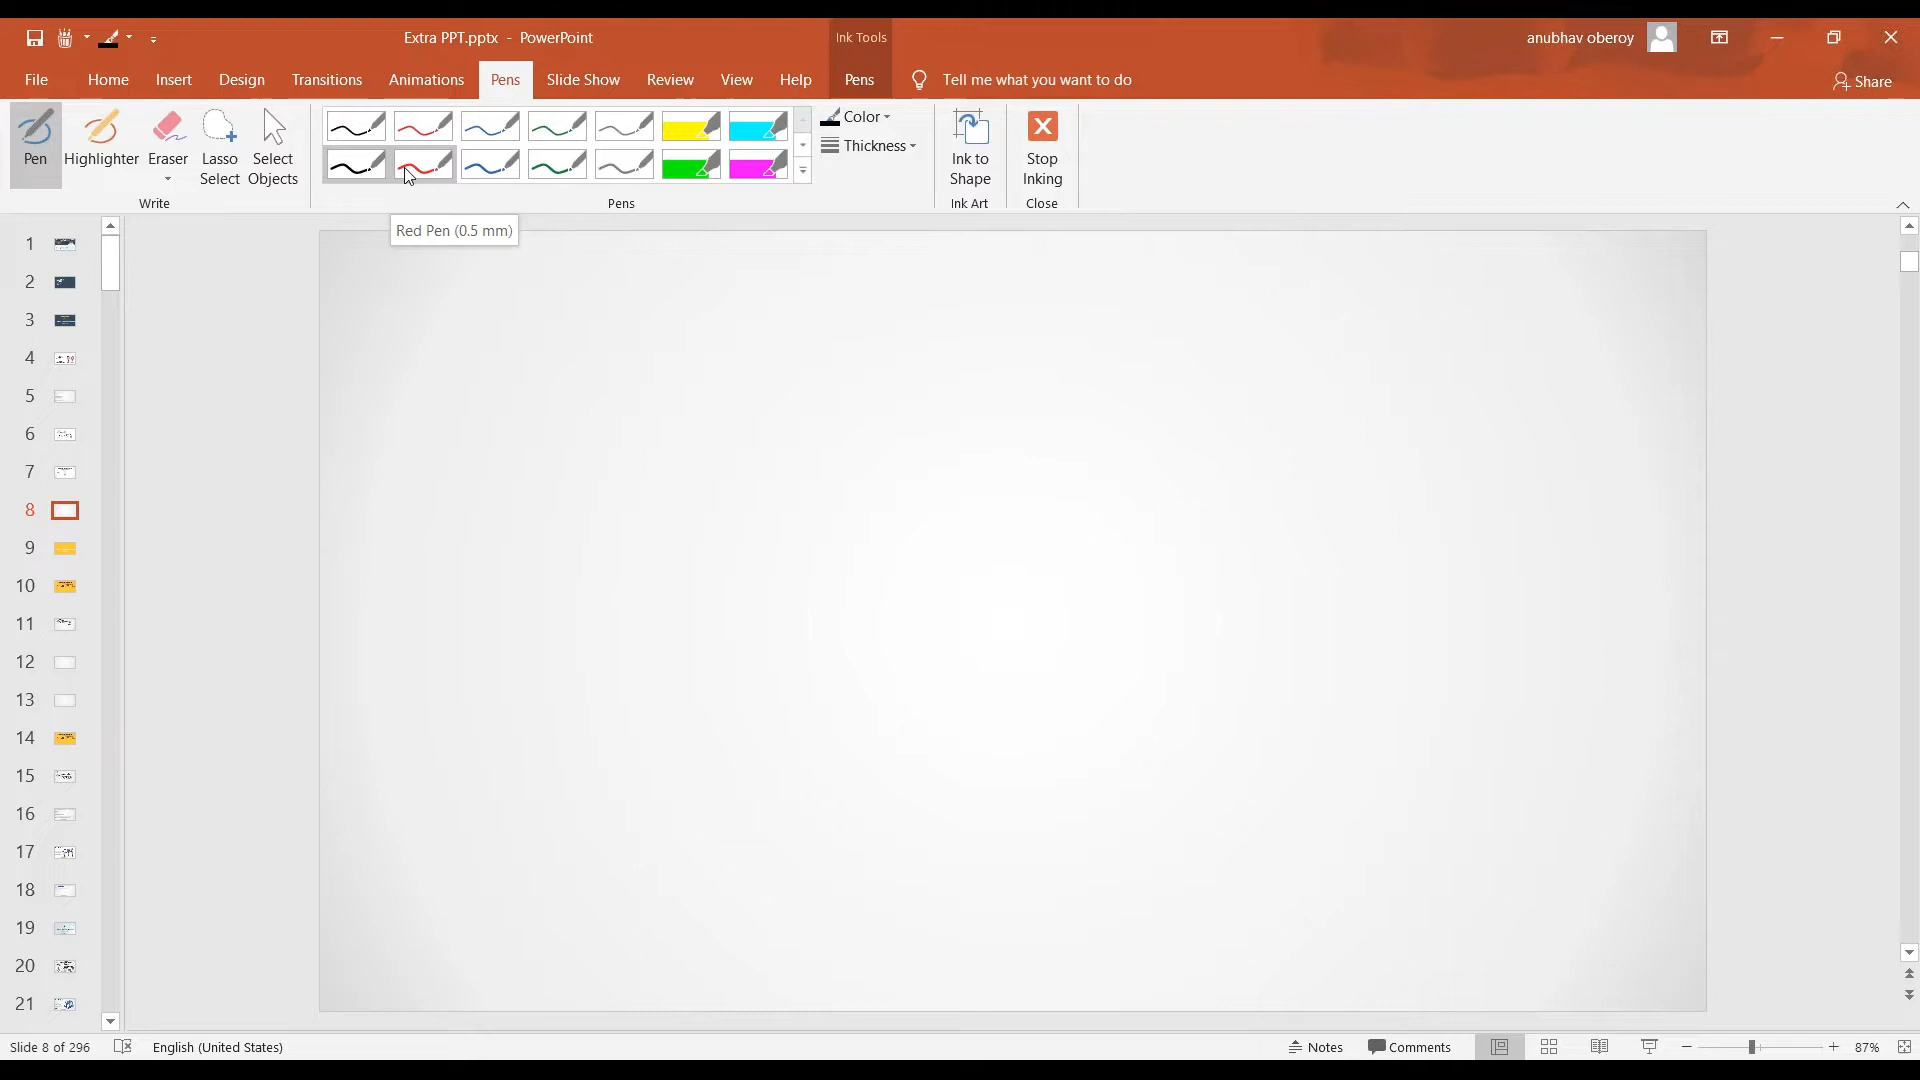 Extra PPT.pptx - PowerPoint
Ink Tools
anubhav oberoy
File Home Insert Design Transitions Animations Pens Slide Show Review View Help Pens Tell me what you want to do Share
Pen Highlighter Eraser Lasso Select Select Objects Color Thickness Ink to Shape Stop Inking
Write Pens Ink Art Close
Red Pen (0.5 mm)
1
2
3
4
5
6
7
8
9
10
11
12
13
14
15
16
17
18
19
20
21
Slide 8 of 296 English (United States) Notes Comments 87%